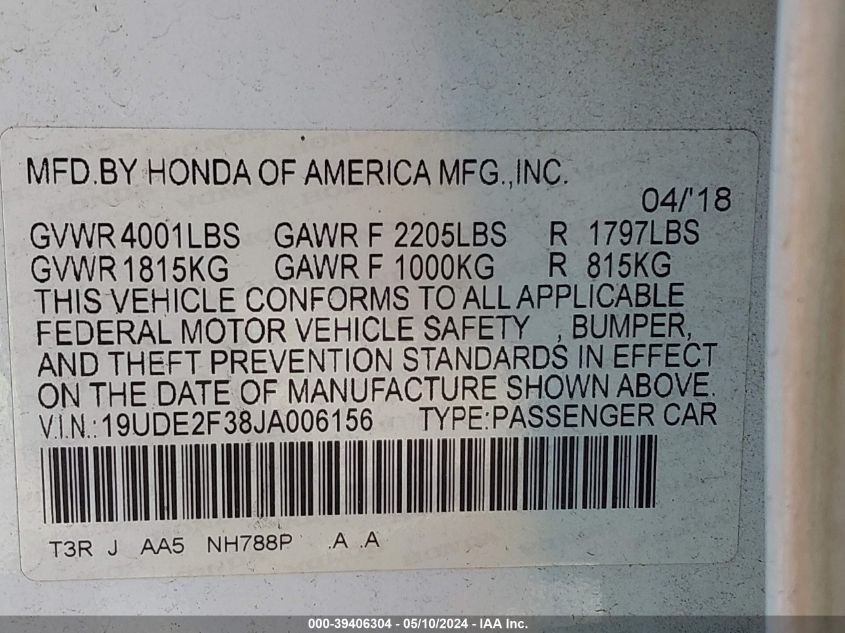 MFD.BY HONDA OF AMERICA MFG.,INC.
04/'18
GVWR 4001LBS GAWR F 2205LBS R 1797LBS
GVWR 1815KG GAWR F 1000KG R 815KG
THIS VEHICLE CONFORMS TO ALL APPLICABLE
FEDERAL MOTOR VEHICLE SAFETY , BUMPER,
AND THEFT PREVENTION STANDARDS IN EFFECT
ON THE DATE OF MANUFACTURE SHOWN ABOVE.
V.I.N.: 19UDE2F38JA006156 TYPE:PASSENGER CAR
T3R J AA5 NH788P .A .A
000-39406304 - 05/10/2024 - IAA Inc.